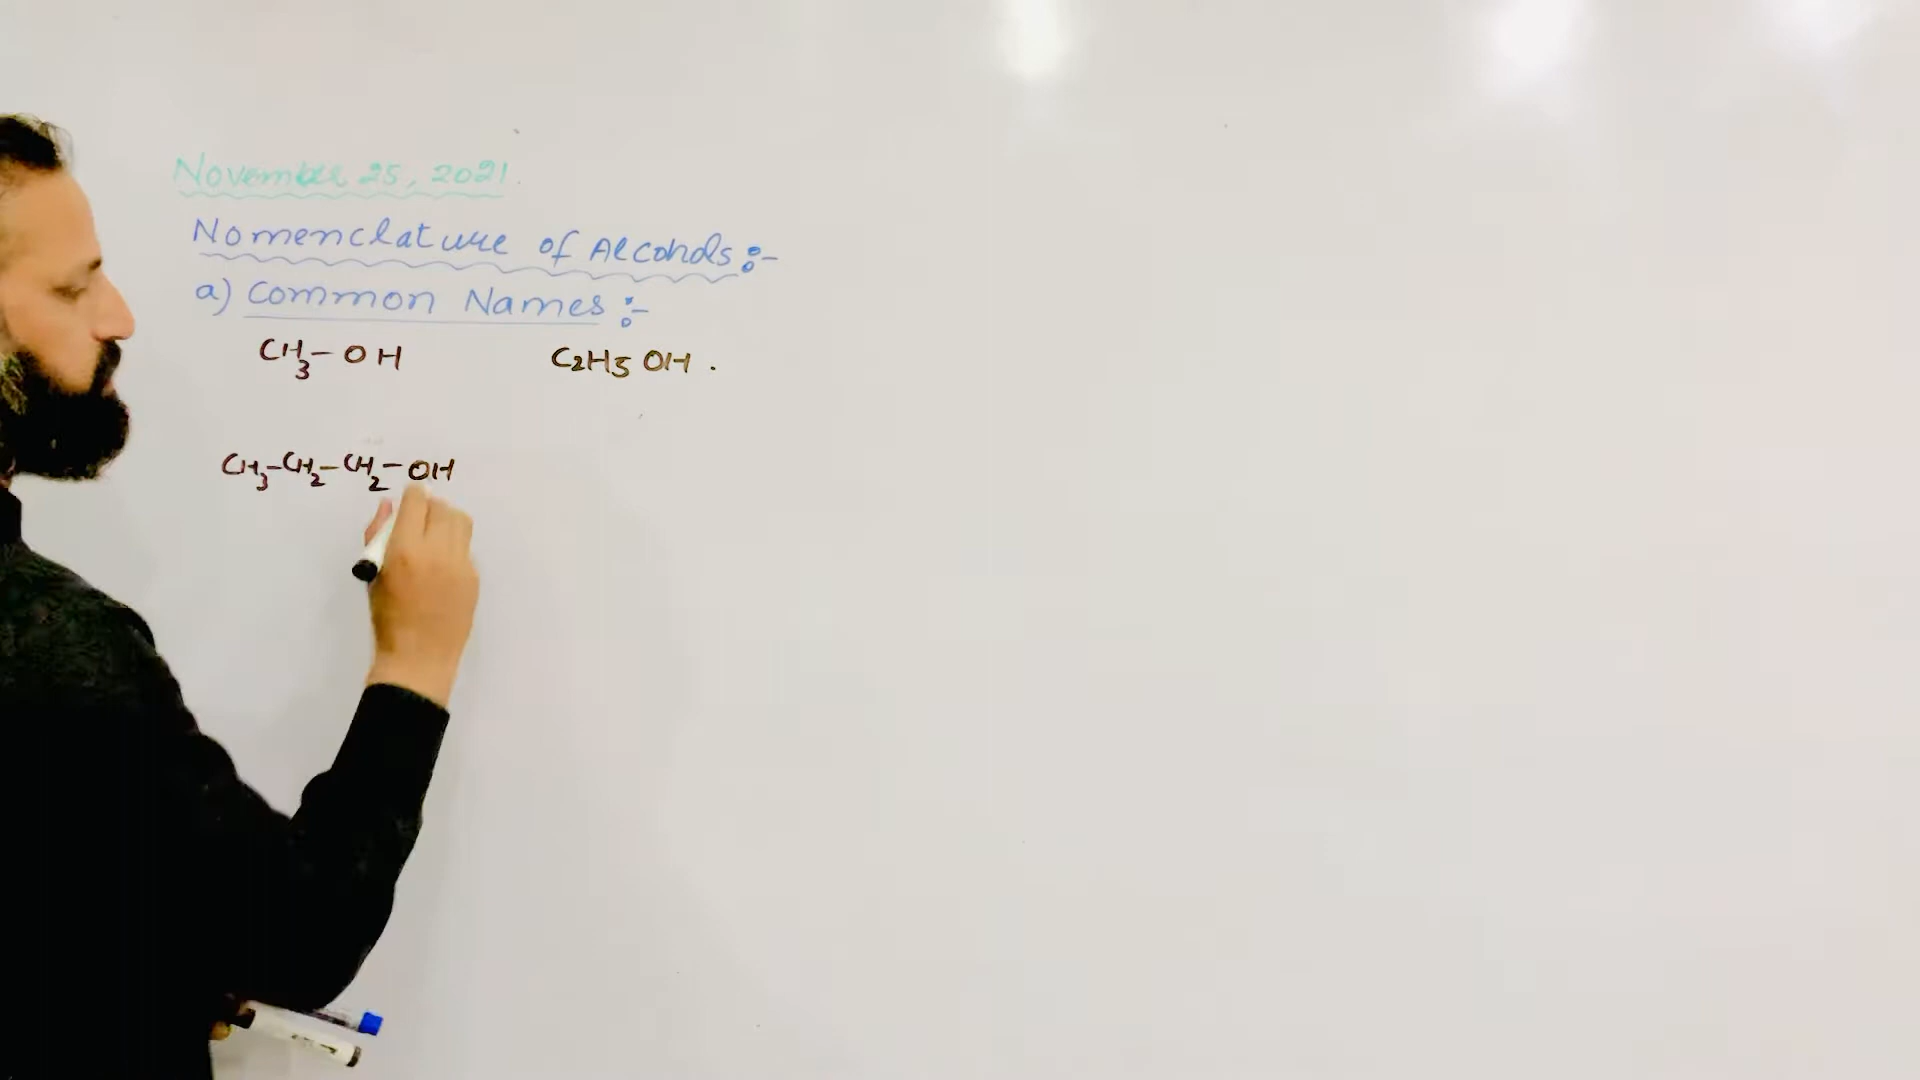 November 25, 2021.
Nomenclature of Alcohols :-
a) Common Names :-
CH3-OH C2H5OH.
CH3-CH2-CH2-OH